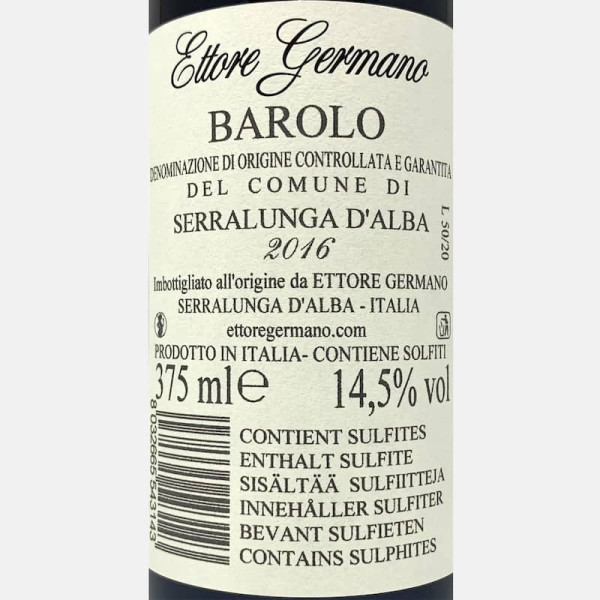 Ettore Germano
BAROLO
DENOMINAZIONE DI ORIGINE CONTROLLATA E GARANTITA
DEL COMUNE DI
SERRALUNGA D'ALBA
2016
L. 50/20
Imbottigliato all'origine da ETTORE GERMANO
SERRALUNGA D'ALBA - ITALIA
ettoregermano.com
PRODOTTO IN ITALIA- CONTIENE SOLFITI
375 ml e 14,5% vol
8 032665 543143
CONTIENT SULFITES
ENTHALT SULFITE
SISÄLTÄÄ SULFIITTEJA
INNEHÅLLER SULFITER
BEVANT SULFIETEN
CONTAINS SULPHITES